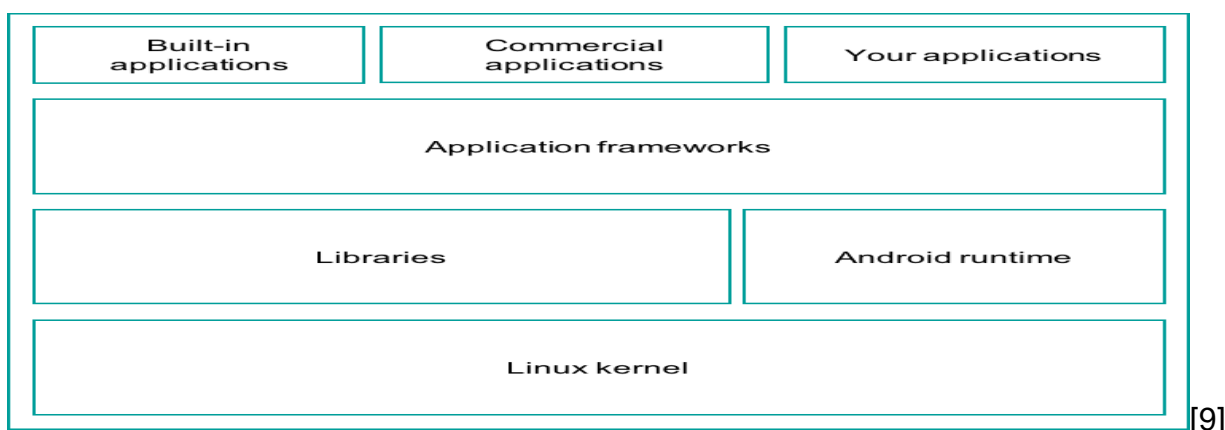 Built-in
applications
Commercial
applications
Your applications
Application frameworks
Libraries
Android runtime
Linux kernel
[9]